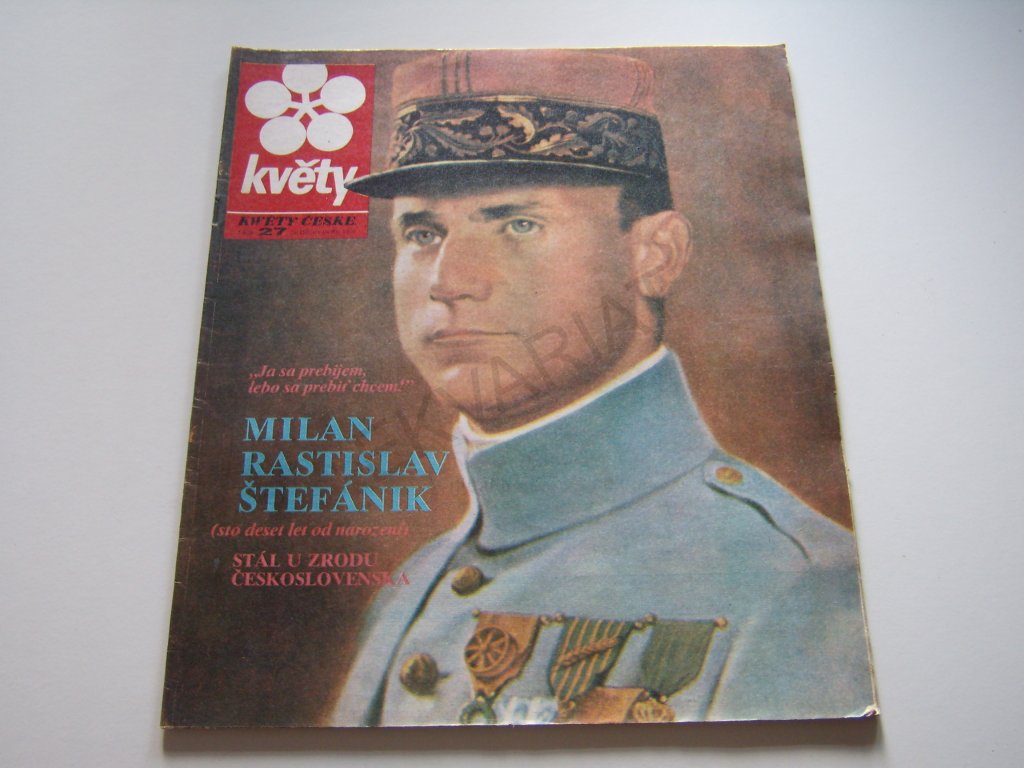 květy
KWĚTY ČESKÉ
27
„Ja sa prebijem,
lebo sa prebiť chcem!”
MILAN
RASTISLAV
ŠTEFÁNIK
(sto deset let od narození)
STÁL U ZRODU
ČESKOSLOVENSKA